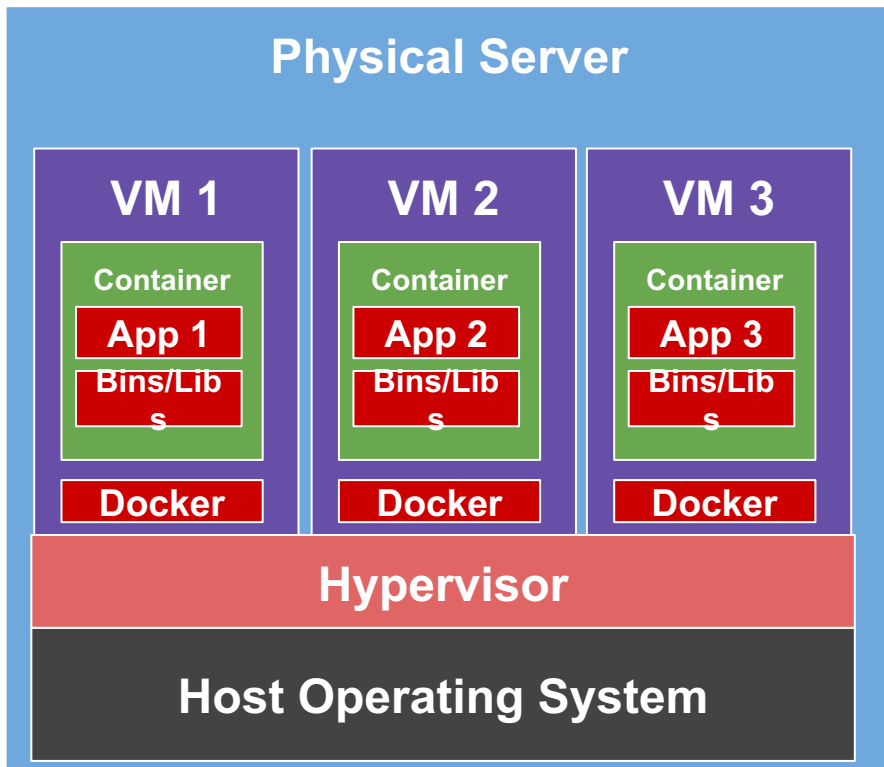 Physical Server
VM 1
VM 2
VM 3
Container
Container
Container
App 1
App 2
App 3
Bins/Lib
s
Bins/Lib
s
Bins/Lib
s
Docker
Docker
Docker
Hypervisor
Host Operating System